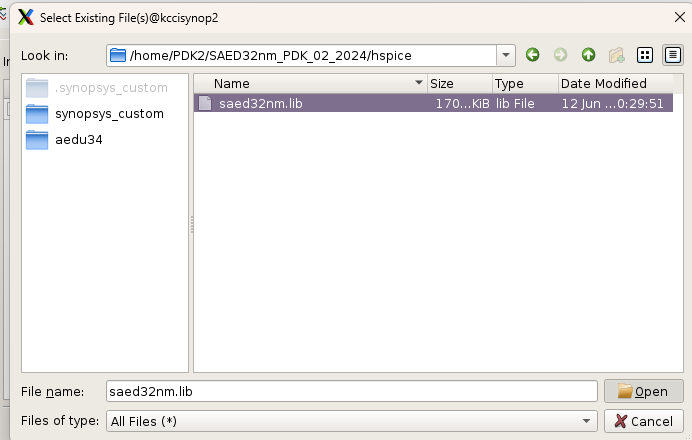 Select Existing File(s)@kccisynop2
Look in: /home/PDK2/SAED32nm_PDK_02_2024/hspice
.synopsys_custom
synopsys_custom
aedu34
Name Size Type Date Modified
saed32nm.lib 170...KiB lib File 12 Jun ...0:29:51
File name: saed32nm.lib Open
Files of type: All Files (*) Cancel